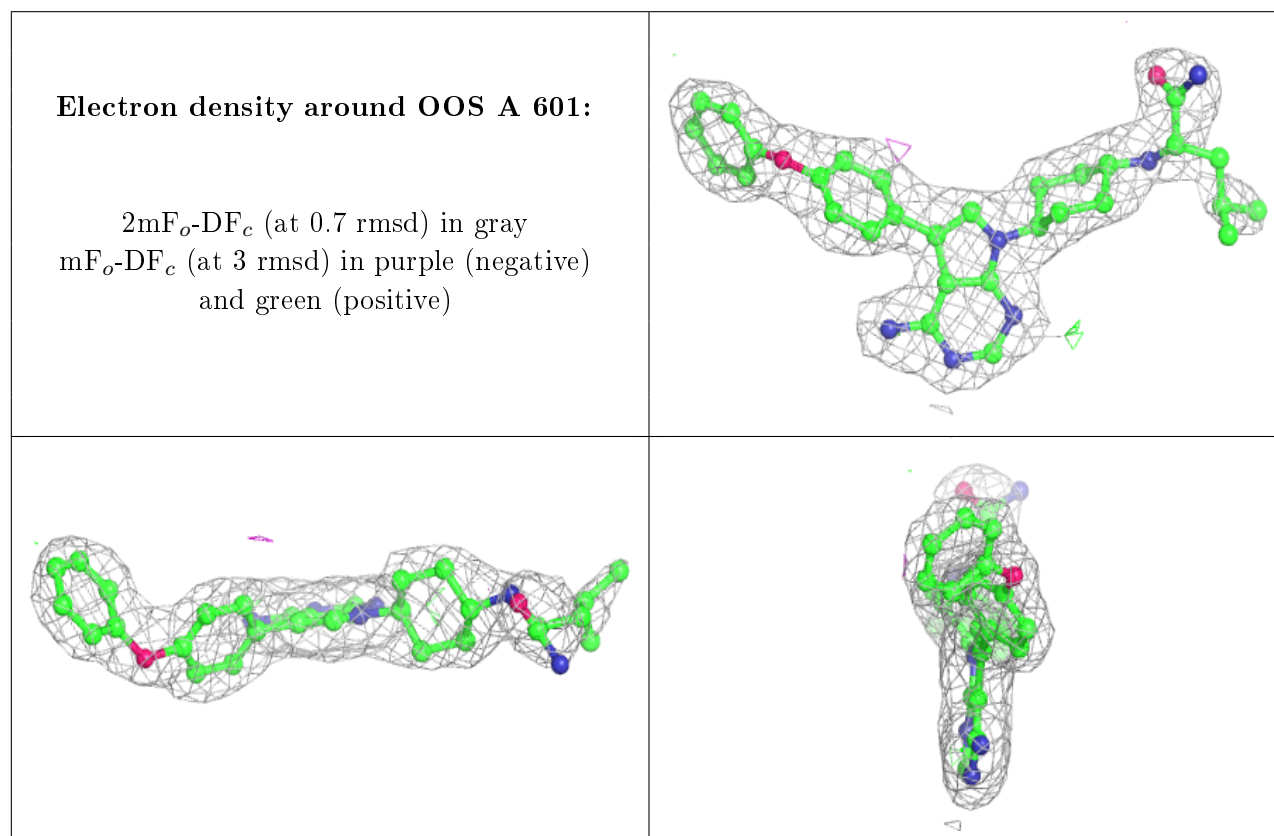 Electron density around OOS A 601:
2mFₒ-DF𝒸 (at 0.7 rmsd) in gray
mFₒ-DF𝒸 (at 3 rmsd) in purple (negative)
and green (positive)